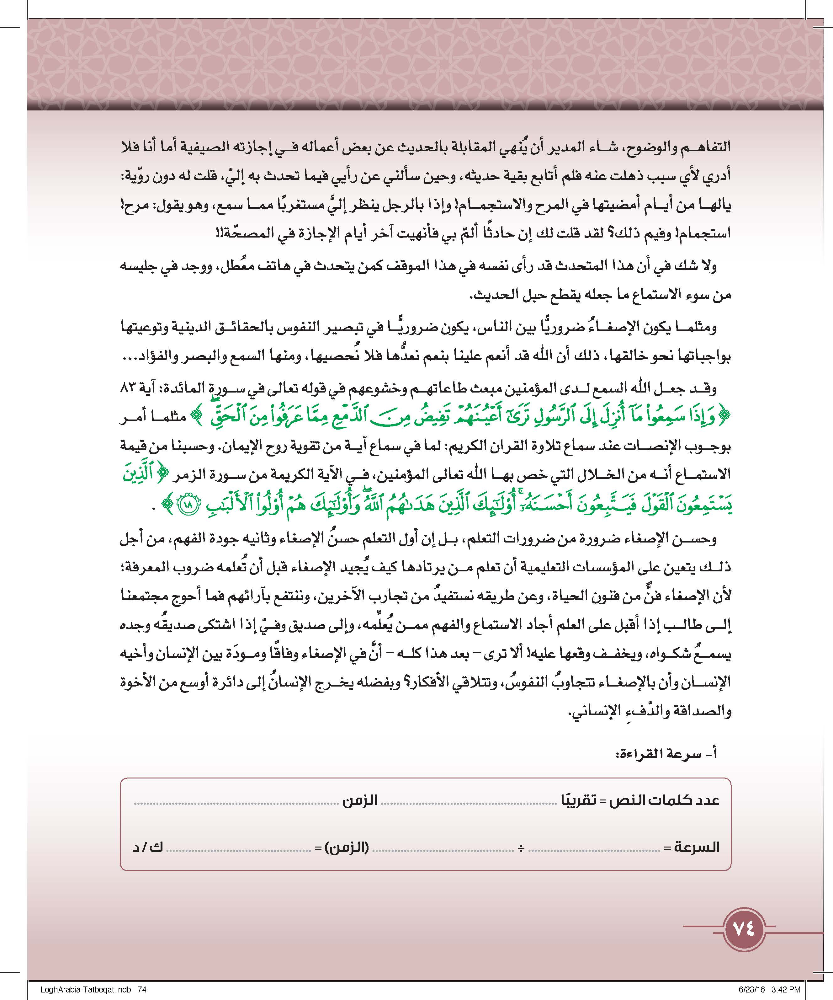 التفاهم والوضوح، شاء المدير أن يُنهي المقابلة بالحديث عن بعض أعماله في إجازته الصيفية أما أنا فلا
أدري لأي سبب ذهلت عنه فلم أتابع بقية حديثه، وحين سألني عن رأيي فيما تحدث به إليّ، قلت له دون روّية:
يالها من أيام أمضيتها في المرح والاستجمام! وإذا بالرجل ينظر إليَّ مستغربًا مما سمع، وهو يقول: مرح!
استجمام! وفيم ذلك؟ لقد قلت لك إن حادثًا ألمّ بي فأنهيت آخر أيام الإجازة في المصحّة!!
ولا شك في أن هذا المتحدث قد رأى نفسه في هذا الموقف كمن يتحدث في هاتف معُطل، ووجد في جليسه
من سوء الاستماع ما جعله يقطع حبل الحديث.
ومثلما يكون الإصغاءُ ضروريًّا بين الناس، يكون ضروريًّا في تبصير النفوس بالحقائق الدينية وتوعيتها
بواجباتها نحو خالقها، ذلك أن الله قد أنعم علينا بنعم نعدُّها فلا نُحصيها، ومنها السمع والبصر والفؤاد...
وقد جعل الله السمع لدى المؤمنين مبعث طاعاتهم وخشوعهم في قوله تعالى في سورة المائدة: آية ٨٣
﴿ وَإِذَا سَمِعُوا۟ مَآ أُنزِلَ إِلَى ٱلرَّسُولِ تَرَىٰٓ أَعْيُنَهُمْ تَفِيضُ مِنَ ٱلدَّمْعِ مِمَّا عَرَفُوا۟ مِنَ ٱلْحَقِّ ۖ ﴾ مثلما أمر
بوجوب الإنصات عند سماع تلاوة القران الكريم: لما في سماع آية من تقوية روح الإيمان. وحسبنا من قيمة
الاستماع أنه من الخلال التي خص بها الله تعالى المؤمنين، في الآية الكريمة من سورة الزمر ﴿ ٱلَّذِينَ
يَسْتَمِعُونَ ٱلْقَوْلَ فَيَتَّبِعُونَ أَحْسَنَهُۥٓ ۚ أُو۟لَٰٓئِكَ ٱلَّذِينَ هَدَىٰهُمُ ٱللَّهُ ۖ وَأُو۟لَٰٓئِكَ هُمْ أُو۟لُوا۟ ٱلْأَلْبَٰبِ ١٨ ﴾ .
وحسن الإصغاء ضرورة من ضرورات التعلم، بل إن أول التعلم حسنُ الإصغاء وثانيه جودة الفهم، من أجل
ذلك يتعين على المؤسسات التعليمية أن تعلم من يرتادها كيف يُجيد الإصغاء قبل أن تُعلمه ضروب المعرفة؛
لأن الإصغاء فنٌّ من فنون الحياة، وعن طريقه نستفيدُ من تجارب الآخرين، وننتفع بآرائهم فما أحوج مجتمعنا
إلى طالب إذا أقبل على العلم أجاد الاستماع والفهم ممن يُعلِّمه، وإلى صديق وفيّ إذا اشتكى صديقُه وجده
يسمعُ شكواه، ويخفف وقعها عليه! ألا ترى – بعد هذا كله – أنَّ في الإصغاء وفاقًا ومودَة بين الإنسان وأخيه
الإنسان وأن بالإصغاء تتجاوبُ النفوسُ، وتتلاقي الأفكار؟ وبفضله يخرج الإنسانُ إلى دائرة أوسع من الأخوة
والصداقة والدّفءِ الإنساني.
أ- سرعة القراءة:
عدد كلمات النص = تقريبًا ........................ الزمن ........................
السرعة = ........................ ÷ ........................ (الزمن) = ........................ ك / د
٧٤
LoghArabia-Tatbeqat.indb 74 6/23/16 3:42 PM